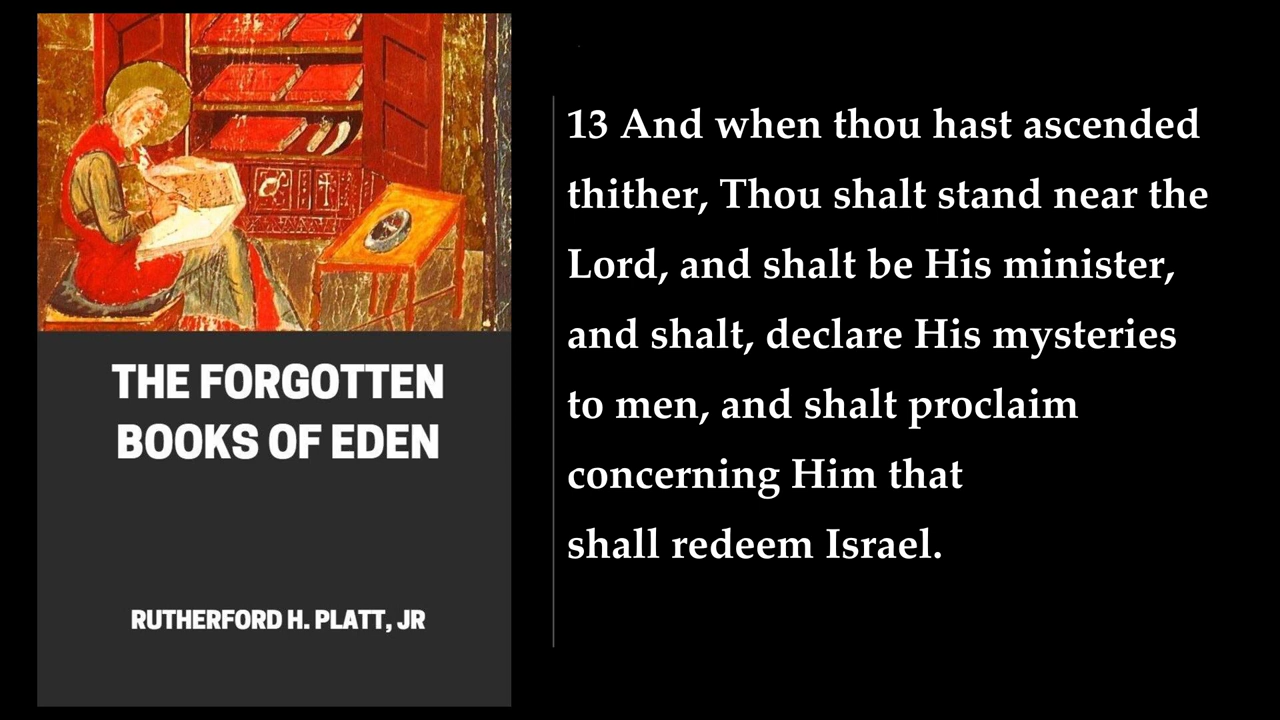 THE FORGOTTEN
BOOKS OF EDEN
RUTHERFORD H. PLATT, JR
13 And when thou hast ascended
thither, Thou shalt stand near the
Lord, and shalt be His minister,
and shalt, declare His mysteries
to men, and shalt proclaim
concerning Him that
shall redeem Israel.